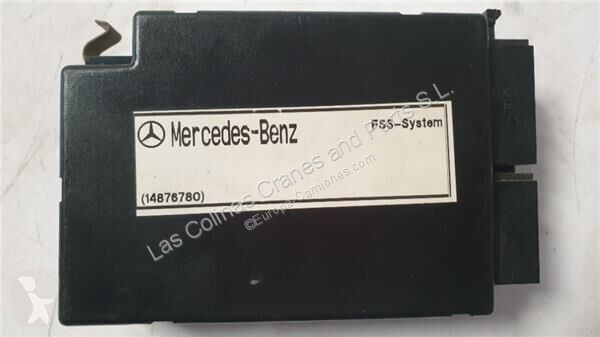 Mercedes-Benz
FSS-System
(14876780)
Las Colinas Cranes and Parts S.L.
©Europa-Camiones.com